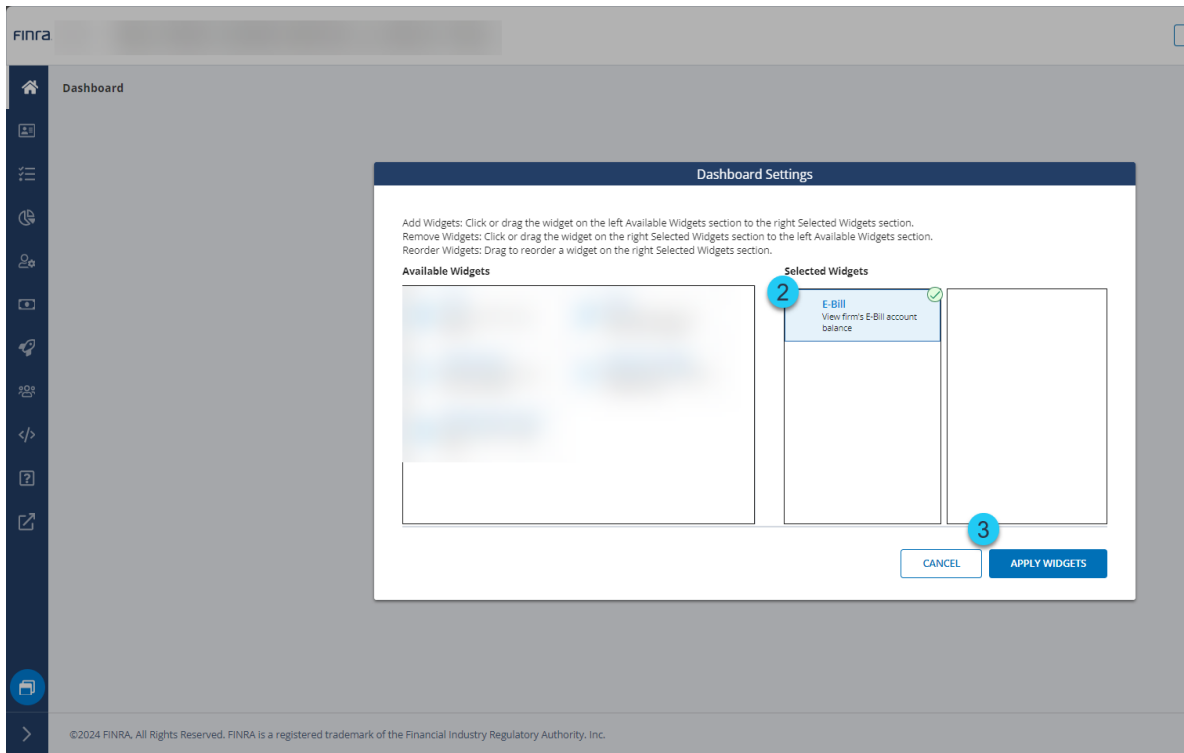 FINra
Dashboard
Dashboard Settings
Add Widgets: Click or drag the widget on the left Available Widgets section to the right Selected Widgets section.
Remove Widgets: Click or drag the widget on the right Selected Widgets section to the left Available Widgets section.
Reorder Widgets: Drag to reorder a widget on the right Selected Widgets section.
Available Widgets
Selected Widgets
2
E-Bill
View firm's E-Bill account
balance
3
CANCEL
APPLY WIDGETS
©2024 FINRA, All Rights Reserved. FINRA is a registered trademark of the Financial Industry Regulatory Authority. Inc.